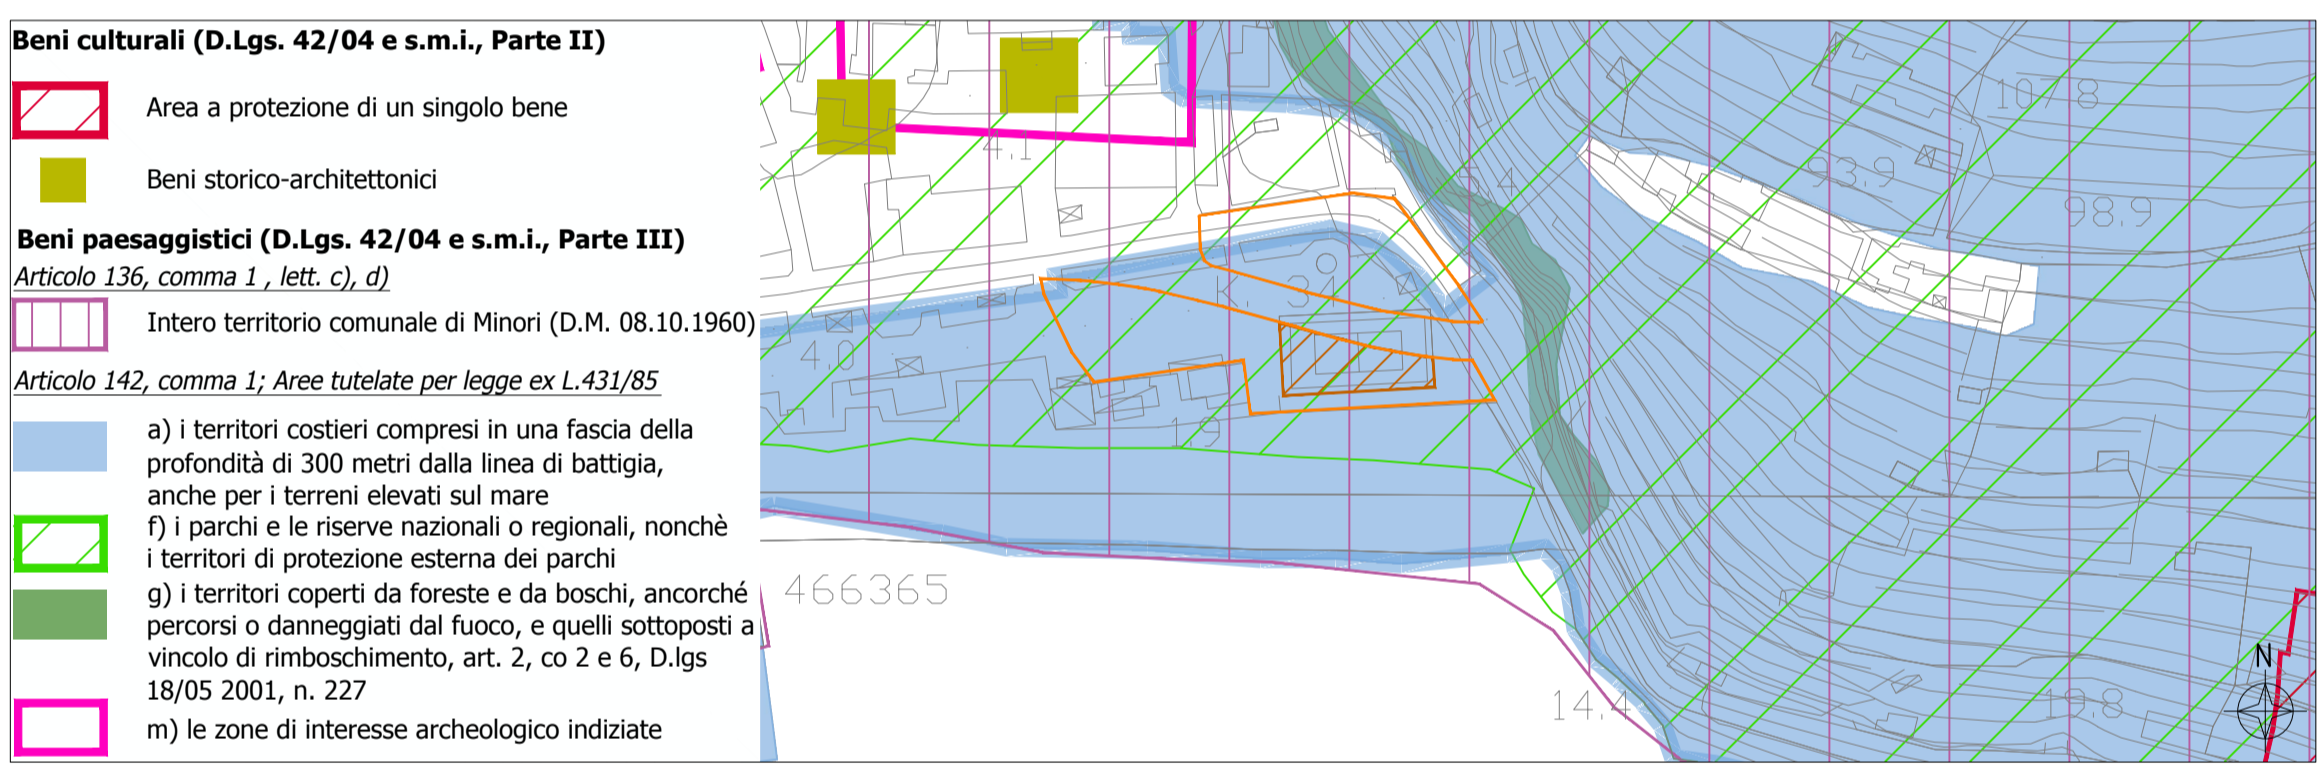 Beni culturali (D.Lgs. 42/04 e s.m.i., Parte II)
Area a protezione di un singolo bene
Beni storico-architettonici
Beni paesaggistici (D.Lgs. 42/04 e s.m.i., Parte III)
Articolo 136, comma 1 , lett. c), d)
Intero territorio comunale di Minori (D.M. 08.10.1960)
Articolo 142, comma 1; Aree tutelate per legge ex L.431/85
a) i territori costieri compresi in una fascia della
profondità di 300 metri dalla linea di battigia,
anche per i terreni elevati sul mare
f) i parchi e le riserve nazionali o regionali, nonchè
i territori di protezione esterna dei parchi
g) i territori coperti da foreste e da boschi, ancorché
percorsi o danneggiati dal fuoco, e quelli sottoposti a
vincolo di rimboschimento, art. 2, co 2 e 6, D.lgs
18/05 2001, n. 227
m) le zone di interesse archeologico indiziate
4.1
93,9
98,9
K. 34
4,0
1,9
466365
14.4
19.8
N